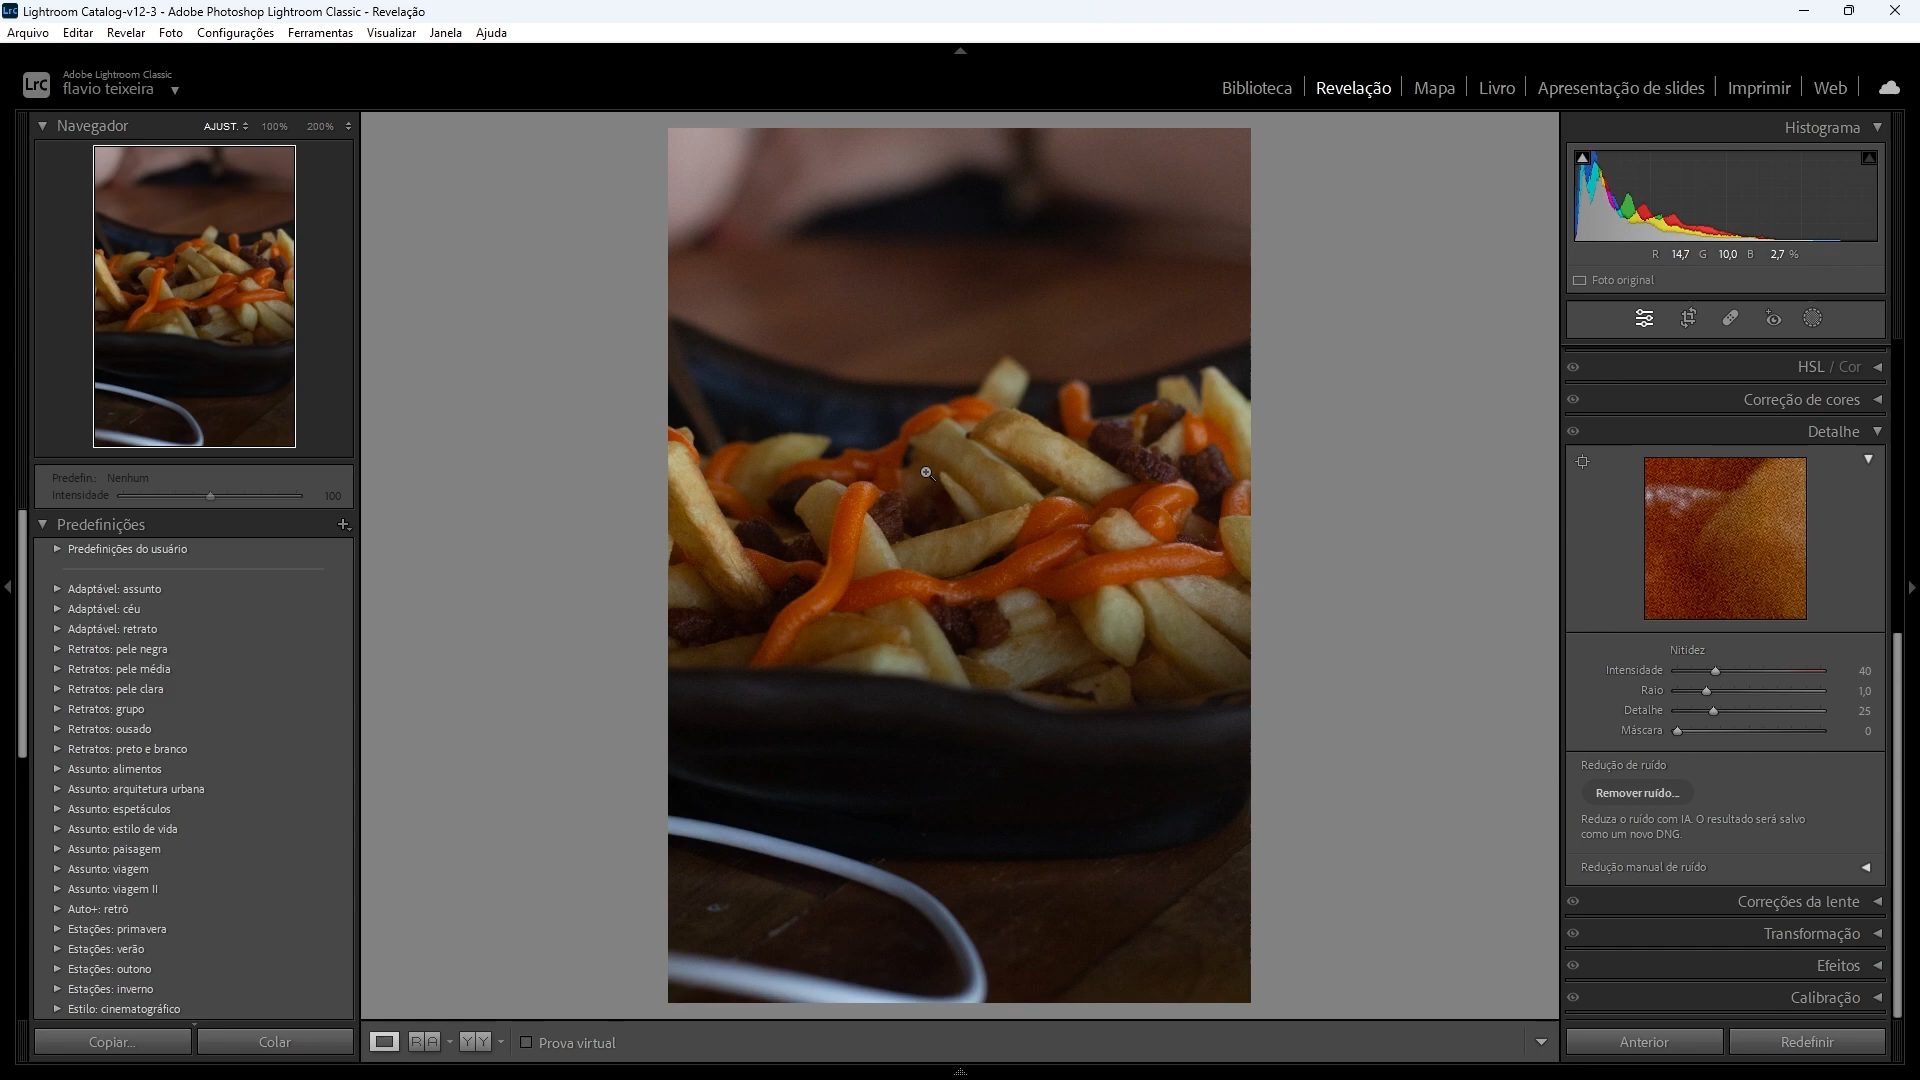 Lightroom Catalog-v12-3 - Adobe Photoshop Lightroom Classic - Revelação
Arquivo Editar Revelar Foto Configurações Ferramentas Visualizar Janela Ajuda
LrC
Adobe Lightroom Classic
flavio teixeira
Biblioteca Revelação Mapa Livro Apresentação de slides Imprimir Web
Navegador AJUST. 100% 200%
Predefin.: Nenhum
Intensidade 100
Predefinições
Predefinições do usuário
Adaptável: assunto
Adaptável: céu
Adaptável: retrato
Retratos: pele negra
Retratos: pele média
Retratos: pele clara
Retratos: grupo
Retratos: ousado
Retratos: preto e branco
Assunto: alimentos
Assunto: arquitetura urbana
Assunto: espetáculos
Assunto: estilo de vida
Assunto: paisagem
Assunto: viagem
Assunto: viagem II
Auto+: retrô
Estações: primavera
Estações: verão
Estações: outono
Estações: inverno
Estilo: cinematográfico
Copiar... Colar
R A Y Y Prova virtual
Histograma
R 14,7 G 10,0 B 2,7 %
Foto original
HSL / Cor
Correção de cores
Detalhe
Nitidez
Intensidade 40
Raio 1,0
Detalhe 25
Máscara 0
Redução de ruído
Remover ruído...
Reduza o ruído com IA. O resultado será salvo
como um novo DNG.
Redução manual de ruído
Correções da lente
Transformação
Efeitos
Calibração
Anterior Redefinir